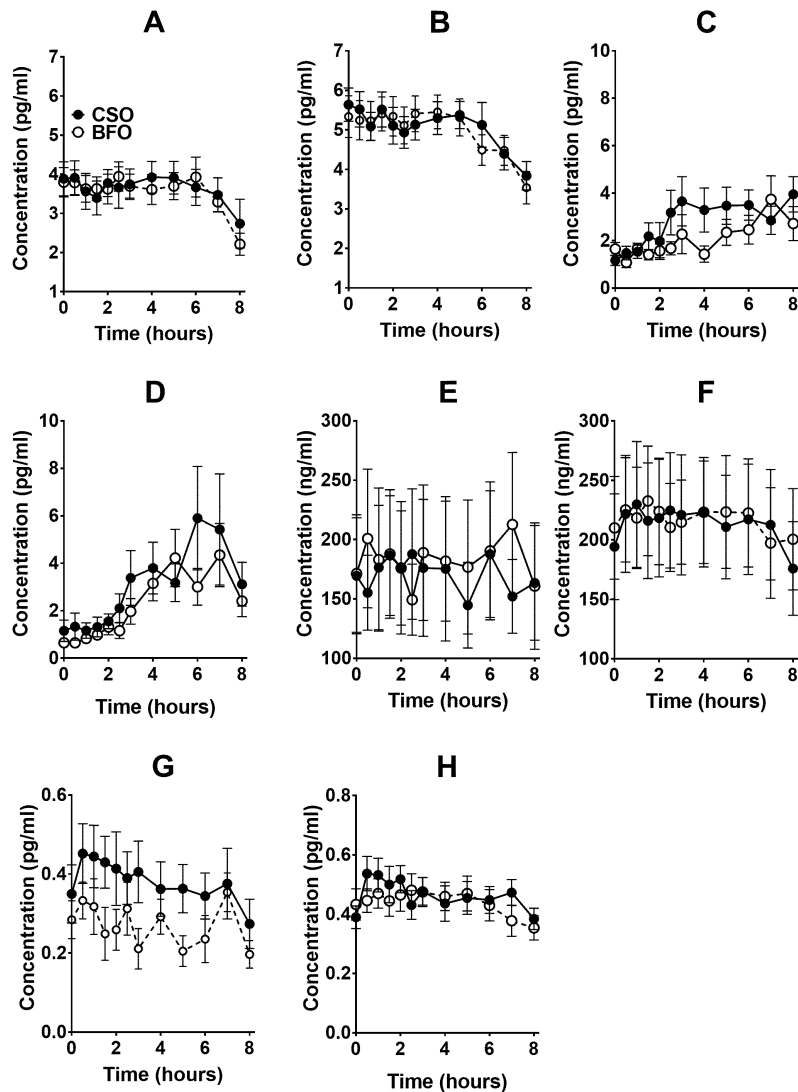 A
Concentration (pg/ml)
7
6
5
4
3
2
1
CSO
BFO
0 2 4 6 8
Time (hours)
B
Concentration (pg/ml)
7
6
5
4
3
2
1
0 2 4 6 8
Time (hours)
C
Concentration (pg/ml)
10
8
6
4
2
0
0 2 4 6 8
Time (hours)
D
Concentration (pg/ml)
10
8
6
4
2
0
0 2 4 6 8
Time (hours)
E
Concentration (ng/ml)
300
250
200
150
100
0 2 4 6 8
Time (hours)
F
Concentration (ng/ml)
300
250
200
150
100
0 2 4 6 8
Time (hours)
G
Concentration (pg/ml)
0.6
0.4
0.2
0.0
0 2 4 6 8
Time (hours)
H
Concentration (pg/ml)
0.8
0.6
0.4
0.2
0.0
0 2 4 6 8
Time (hours)